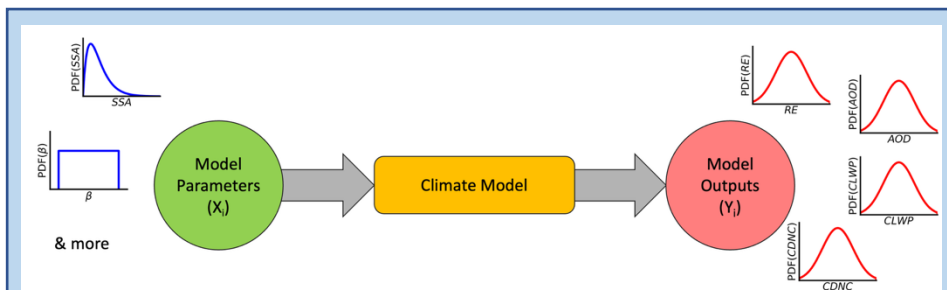 PDF(SSA)
SSA
PDF(β)
β
& more
Model
Parameters
(Xᵢ)
Climate Model
Model
Outputs
(Yᵢ)
PDF(RE)
RE
PDF(AOD)
AOD
PDF(CLWP)
CLWP
PDF(CDNC)
CDNC